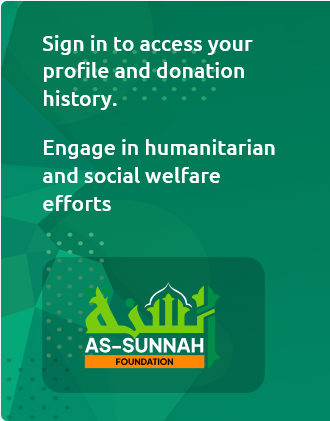 Sign in to access your
profile and donation
history.
Engage in humanitarian
and social welfare
efforts
السنة
AS-SUNNAH
FOUNDATION